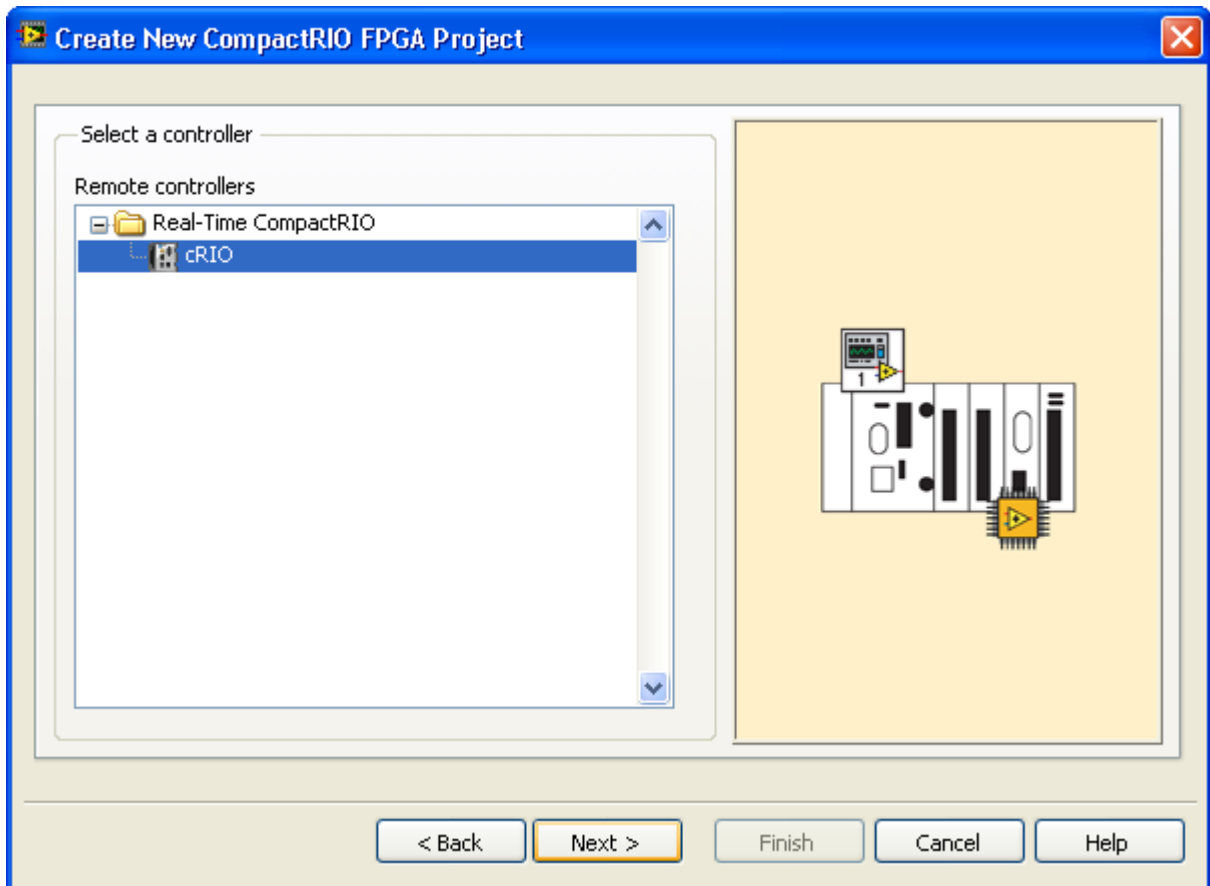 Create New CompactRIO FPGA Project
Select a controller
Remote controllers
Real-Time CompactRIO
cRIO
1
< Back
Next >
Finish
Cancel
Help